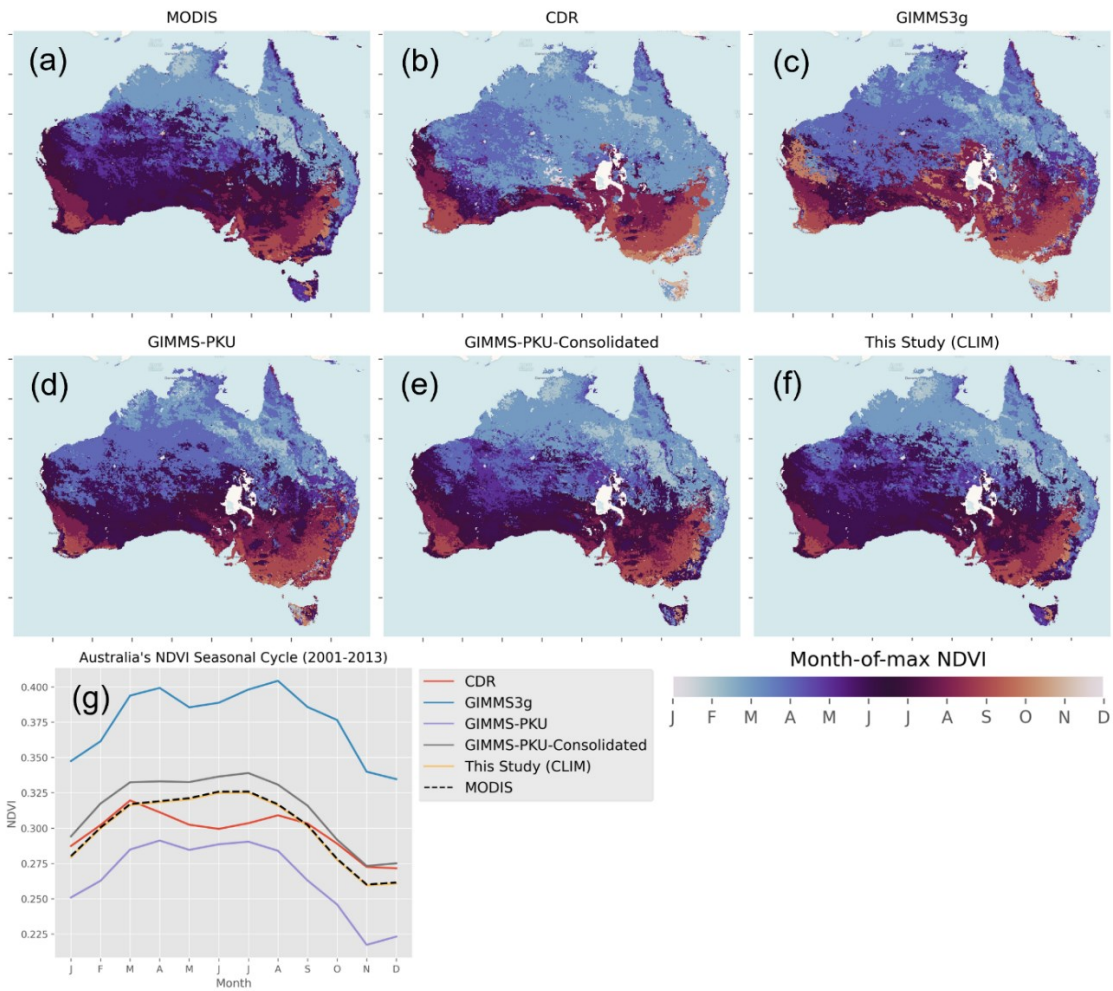 MODIS
CDR
GIMMS3g
(a)
(b)
(c)
GIMMS-PKU
GIMMS-PKU-Consolidated
This Study (CLIM)
(d)
(e)
(f)
Australia's NDVI Seasonal Cycle (2001-2013)
(g)
0.400
0.375
0.350
0.325
0.300
0.275
0.250
0.225
NDVI
J F M A M J J A S O N D
Month
CDR
GIMMS3g
GIMMS-PKU
GIMMS-PKU-Consolidated
This Study (CLIM)
MODIS
Month-of-max NDVI
J F M A M J J A S O N D